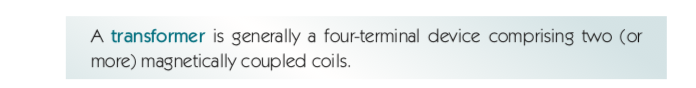 A transformer is generally a four-terminal device comprising two (or
more) magnetically coupled coils.